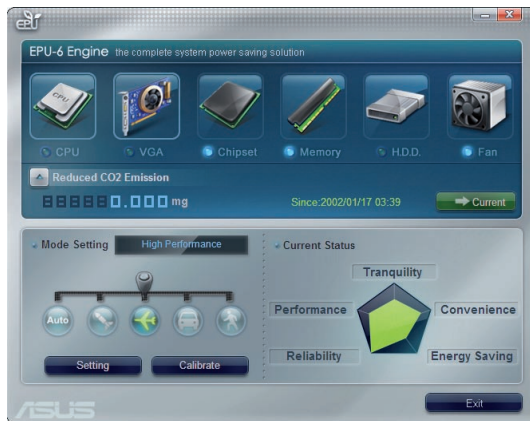 EPU
EPU-6 Engine the complete system power saving solution
CPU
CPU
VGA
Chipset
Memory
H.D.D.
Fan
Reduced CO2 Emission
0.000 mg
Since:2002/01/17 03:39
Current
Mode Setting
High Performance
Current Status
Auto
Tranquility
Performance
Convenience
Reliability
Energy Saving
Setting
Calibrate
ASUS
Exit